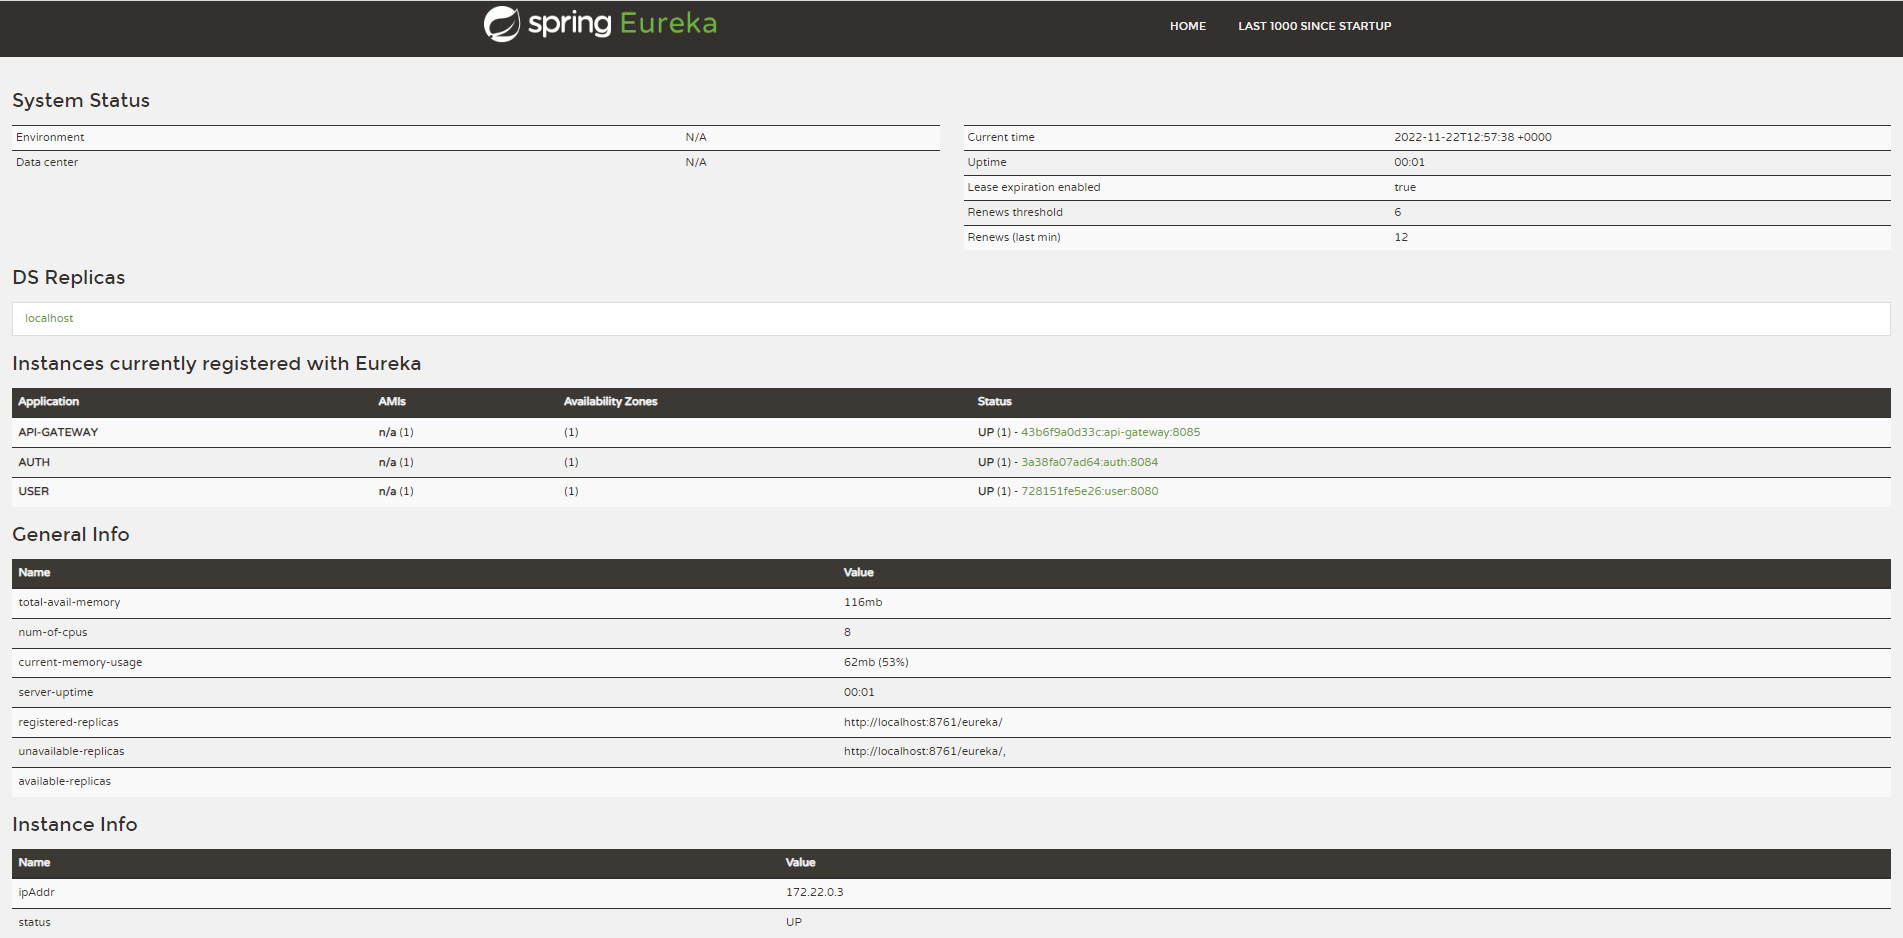 spring Eureka
HOME LAST 1000 SINCE STARTUP
System Status
Environment N/A
Data center N/A
Current time 2022-11-22T12:57:38 +0000
Uptime 00:01
Lease expiration enabled true
Renews threshold 6
Renews (last min) 12
DS Replicas
localhost
Instances currently registered with Eureka
Application AMIs Availability Zones Status
API-GATEWAY n/a (1) (1) UP (1) - 43b6f9a0d33c:api-gateway:8085
AUTH n/a (1) (1) UP (1) - 3a38fa07ad64:auth:8084
USER n/a (1) (1) UP (1) - 728151fe5e26:user:8080
General Info
Name Value
total-avail-memory 116mb
num-of-cpus 8
current-memory-usage 62mb (53%)
server-uptime 00:01
registered-replicas http://localhost:8761/eureka/
unavailable-replicas http://localhost:8761/eureka/,
available-replicas
Instance Info
Name Value
ipAddr 172.22.0.3
status UP